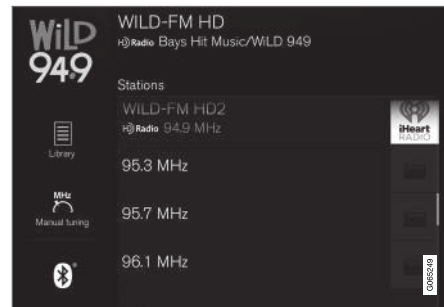 WiLD
94.9
WILD-FM HD
HD Radio Bays Hit Music/WiLD 949
Stations
WILD-FM HD2
HD Radio 94.9 MHz
iHeart
RADIO
Library
95.3 MHz
MHz
Manual tuning
95.7 MHz
96.1 MHz
G065249